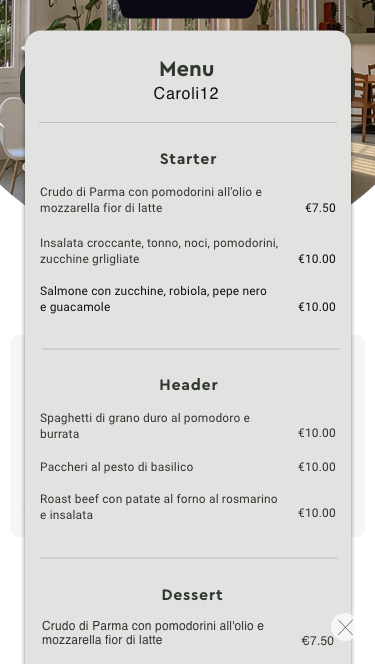 Menu
Caroli12
Starter
Crudo di Parma con pomodorini all'olio e
mozzarella fior di latte €7.50
Insalata croccante, tonno, noci, pomodorini,
zucchine grligliate €10.00
Salmone con zucchine, robiola, pepe nero
e guacamole €10.00
Header
Spaghetti di grano duro al pomodoro e
burrata €10.00
Paccheri al pesto di basilico €10.00
Roast beef con patate al forno al rosmarino
e insalata €10.00
Dessert
Crudo di Parma con pomodorini all'olio e
mozzarella fior di latte €7.50